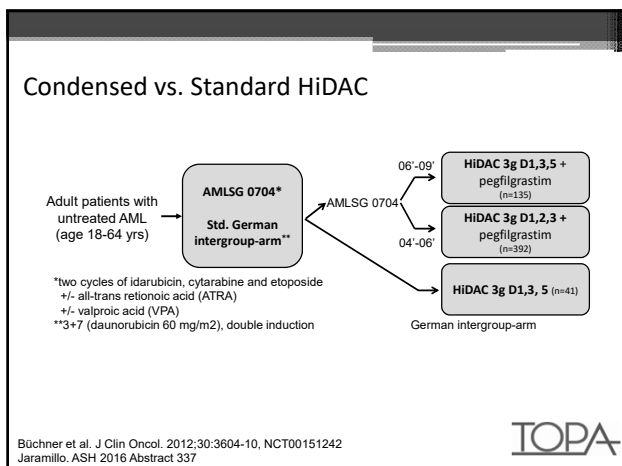 Condensed vs. Standard HiDAC
Adult patients with
untreated AML
(age 18-64 yrs)
AMLSG 0704*
Std. German
intergroup-arm**
AMLSG 0704
06'-09'
04'-06'
HiDAC 3g D1,3,5 +
pegfilgrastim
(n=135)
HiDAC 3g D1,2,3 +
pegfilgrastim
(n=392)
HiDAC 3g D1,3, 5 (n=41)
German intergroup-arm
*two cycles of idarubicin, cytarabine and etoposide
+/- all-trans retionoic acid (ATRA)
+/- valproic acid (VPA)
**3+7 (daunorubicin 60 mg/m2), double induction
Büchner et al. J Clin Oncol. 2012;30:3604-10, NCT00151242
Jaramillo. ASH 2016 Abstract 337
TOPA